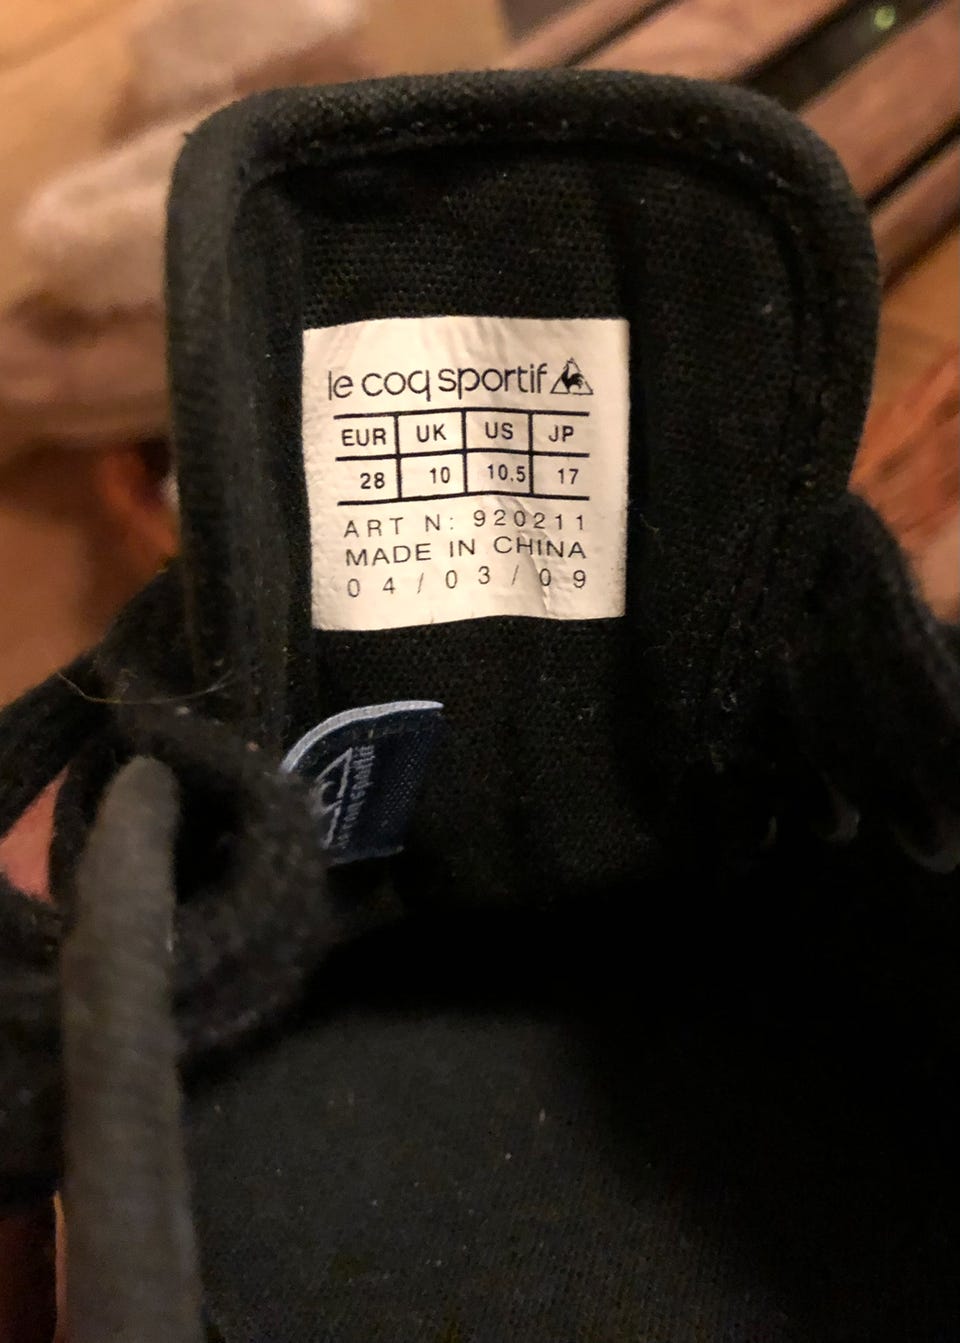 le coq sportif
EUR UK US JP
28 10 10.5 17
ART N: 920211
MADE IN CHINA
04/03/09